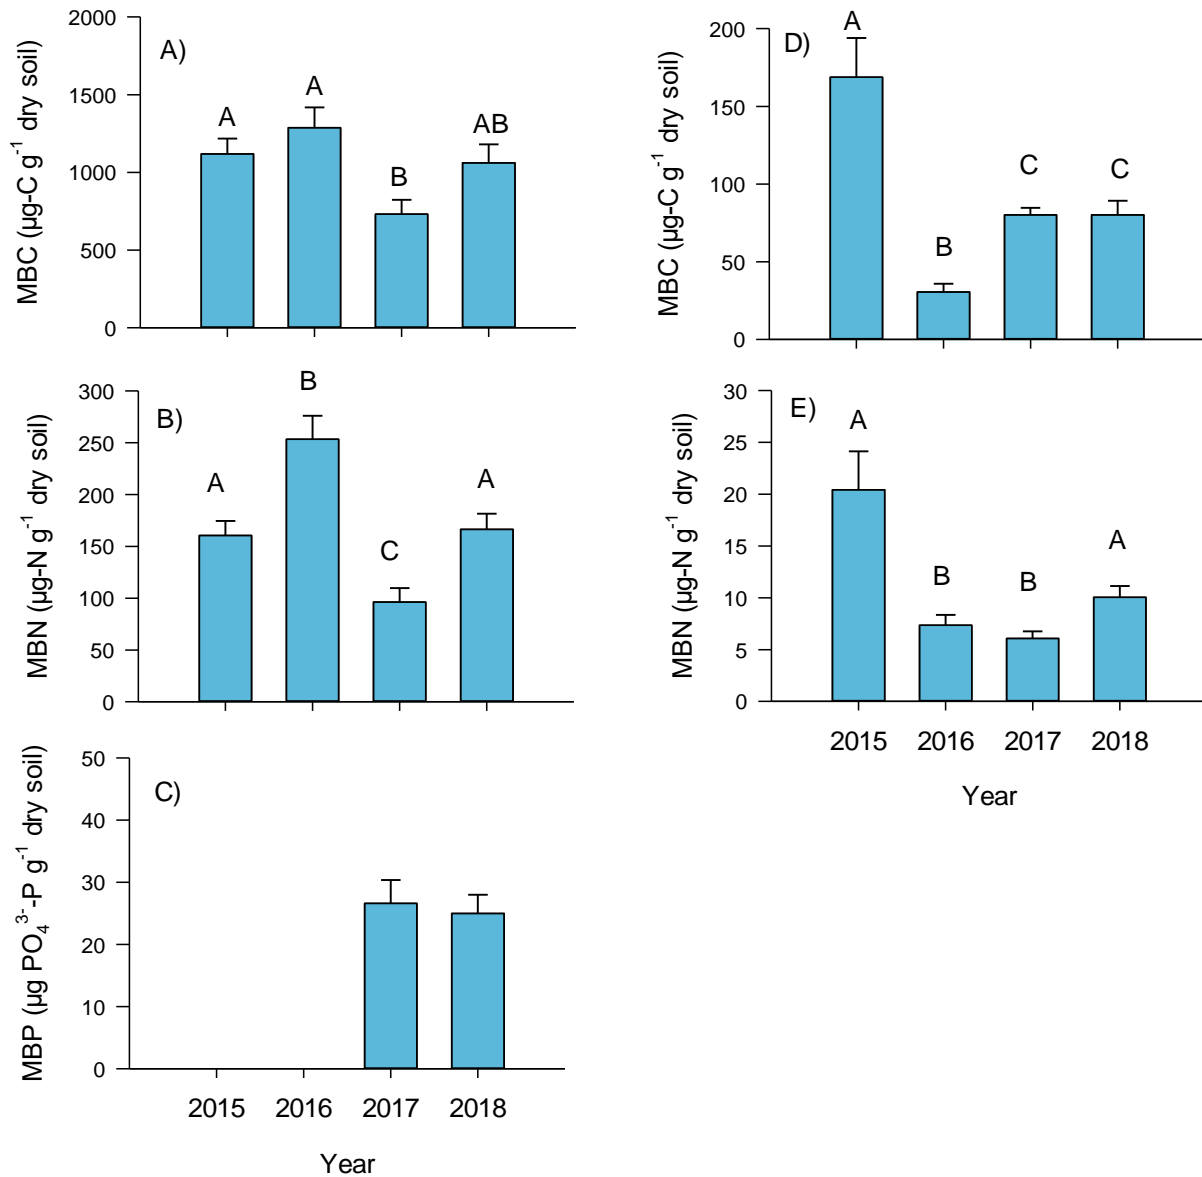 A)
MBC (µg-C g⁻¹ dry soil)
2000
1500
1000
500
0
A
A
B
AB
B)
MBN (µg-N g⁻¹ dry soil)
300
250
200
150
100
50
0
A
B
C
A
C)
MBP (µg PO₄³⁻-P g⁻¹ dry soil)
50
40
30
20
10
0
2015 2016 2017 2018
Year
D)
MBC (µg-C g⁻¹ dry soil)
200
150
100
50
0
A
B
C
C
E)
MBN (µg-N g⁻¹ dry soil)
30
25
20
15
10
5
0
A
B
B
A
2015 2016 2017 2018
Year